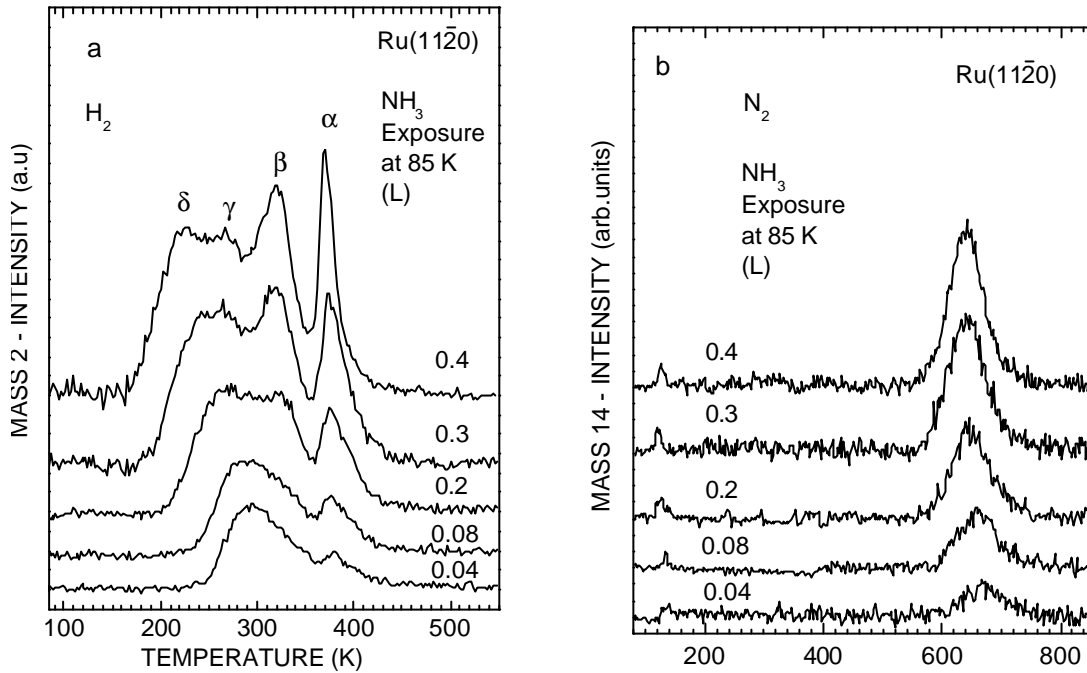 a
Ru(112̅0)
H₂
NH₃
Exposure
at 85 K
(L)
α
β
δ
γ
0.4
0.3
0.2
0.08
0.04
100
200
300
400
500
TEMPERATURE (K)
MASS 2 - INTENSITY (a.u)
b
Ru(112̅0)
N₂
NH₃
Exposure
at 85 K
(L)
0.4
0.3
0.2
0.08
0.04
200
400
600
800
MASS 14 - INTENSITY (arb.units)